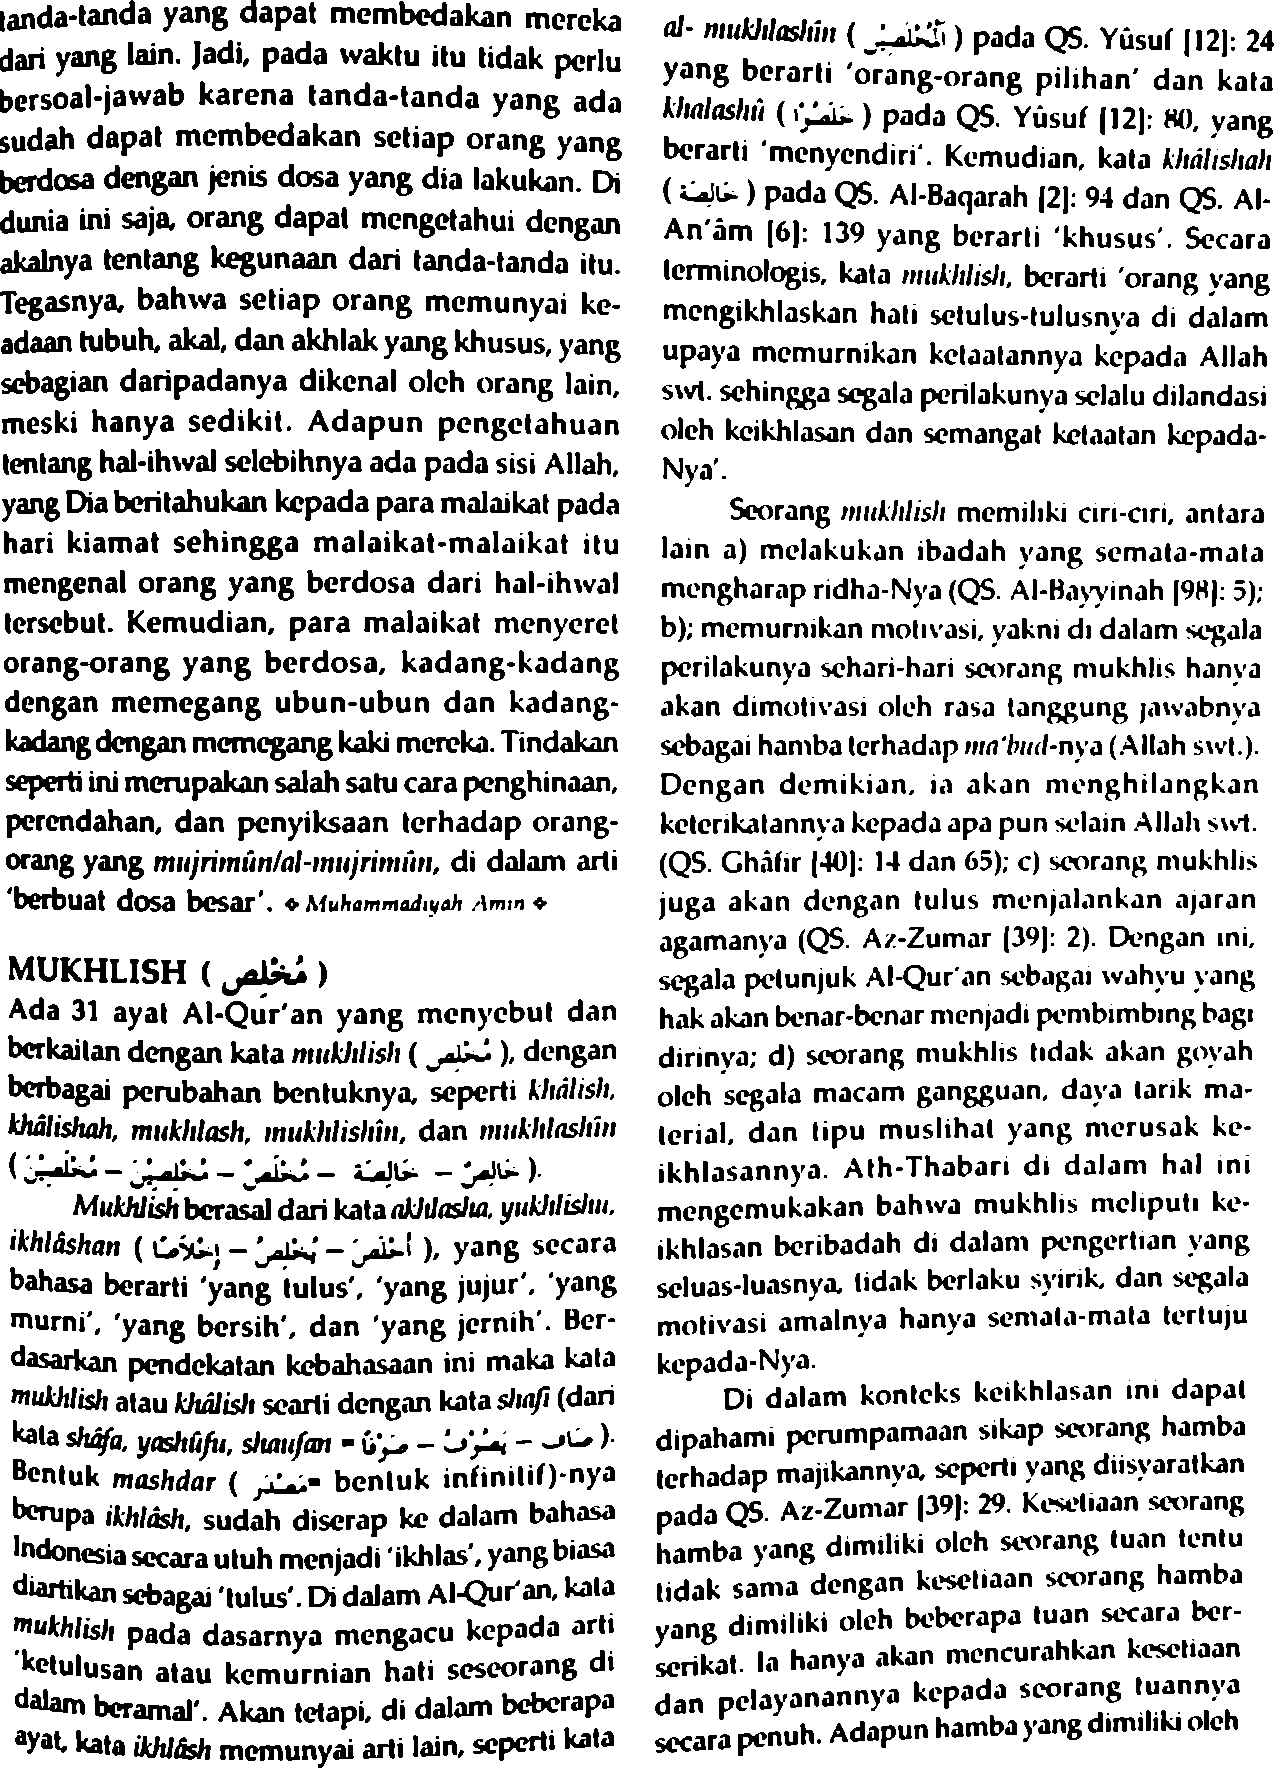 tanda-tanda yang dapat membedakan mereka
dari yang lain. Jadi, pada waktu itu tidak perlu
bersoal-jawab karena tanda-tanda yang ada
sudah dapat membedakan setiap orang yang
berdosa dengan jenis dosa yang dia lakukan. Di
dunia ini saja, orang dapat mengetahui dengan
akalnya tentang kegunaan dari tanda-tanda itu.
Tegasnya, bahwa setiap orang memunyai ke-
adaan tubuh, akal, dan akhlak yang khusus, yang
sebagian daripadanya dikenal oleh orang lain,
meski hanya sedikit. Adapun pengetahuan
tentang hal-ihwal selebihnya ada pada sisi Allah,
yang Dia beritahukan kepada para malaikat pada
hari kiamat sehingga malaikat-malaikat itu
mengenal orang yang berdosa dari hal-ihwal
tersebut. Kemudian, para malaikat menyeret
orang-orang yang berdosa, kadang-kadang
dengan memegang ubun-ubun dan kadang-
kadang dengan memegang kaki mereka. Tindakan
seperti ini merupakan salah satu cara penghinaan,
perendahan, dan penyiksaan terhadap orang-
orang yang mujrimûn/al-mujrimûn, di dalam arti
'berbuat dosa besar'. ❖ Muhammadiyah Amin ❖
MUKHLISH ( مُخْلِص )
Ada 31 ayat Al-Qur'an yang menyebut dan
berkaitan dengan kata mukhlish ( مُخْلِص ), dengan
berbagai perubahan bentuknya, seperti khâlish,
khâlishah, mukhlash, mukhlishîn, dan mukhlashîn
( خَالِصٌ – خَالِصَة – مُخْلَصٌ – مُخْلِصِيْنَ – مُخْلَصِيْنَ ).
Mukhlish berasal dari kata akhlasha, yukhlishu,
ikhlâshan ( أَخْلَصَ – يُخْلِصُ – إِخْلَاصًا ), yang secara
bahasa berarti 'yang tulus', 'yang jujur', 'yang
murni', 'yang bersih', dan 'yang jernih'. Ber-
dasarkan pendekatan kebahasaan ini maka kata
mukhlish atau khâlish searti dengan kata shafi (dari
kata shâfa, yashûfu, shaufan = صَافَ – يَصُوْفُ – صَوْفًا ).
Bentuk mashdar ( مَصْدَر = bentuk infinitif)-nya
berupa ikhlâsh, sudah diserap ke dalam bahasa
Indonesia secara utuh menjadi 'ikhlas', yang biasa
diartikan sebagai 'tulus'. Di dalam Al-Qur'an, kata
mukhlish pada dasarnya mengacu kepada arti
'ketulusan atau kemurnian hati seseorang di
dalam beramal'. Akan tetapi, di dalam beberapa
ayat, kata ikhlâsh memunyai arti lain, seperti kata
al- mukhlashîn ( الْمُخْلَصِيْنَ ) pada QS. Yûsuf [12]: 24
yang berarti 'orang-orang pilihan' dan kata
khalashû ( خَلَصُوْا ) pada QS. Yûsuf [12]: 80, yang
berarti 'menyendiri'. Kemudian, kata khâlishah
( خَالِصَة ) pada QS. Al-Baqarah [2]: 94 dan QS. Al-
An'âm [6]: 139 yang berarti 'khusus'. Secara
terminologis, kata mukhlish, berarti 'orang yang
mengikhlaskan hati setulus-tulusnya di dalam
upaya memurnikan ketaatannya kepada Allah
swt. sehingga segala perilakunya selalu dilandasi
oleh keikhlasan dan semangat ketaatan kepada-
Nya'.
Seorang mukhlish memiliki ciri-ciri, antara
lain a) melakukan ibadah yang semata-mata
mengharap ridha-Nya (QS. Al-Bayyinah [98]: 5);
b); memurnikan motivasi, yakni di dalam segala
perilakunya sehari-hari seorang mukhlis hanya
akan dimotivasi oleh rasa tanggung jawabnya
sebagai hamba terhadap ma'bud-nya (Allah swt.).
Dengan demikian, ia akan menghilangkan
keterikatannya kepada apa pun selain Allah swt.
(QS. Ghâfir [40]: 14 dan 65); c) seorang mukhlis
juga akan dengan tulus menjalankan ajaran
agamanya (QS. Az-Zumar [39]: 2). Dengan ini,
segala petunjuk Al-Qur'an sebagai wahyu yang
hak akan benar-benar menjadi pembimbing bagi
dirinya; d) seorang mukhlis tidak akan goyah
oleh segala macam gangguan, daya tarik ma-
terial, dan tipu muslihat yang merusak ke-
ikhlasannya. Ath-Thabari di dalam hal ini
mengemukakan bahwa mukhlis meliputi ke-
ikhlasan beribadah di dalam pengertian yang
seluas-luasnya, tidak berlaku syirik, dan segala
motivasi amalnya hanya semata-mata tertuju
kepada-Nya.
Di dalam konteks keikhlasan ini dapat
dipahami perumpamaan sikap seorang hamba
terhadap majikannya, seperti yang diisyaratkan
pada QS. Az-Zumar [39]: 29. Kesetiaan seorang
hamba yang dimiliki oleh seorang tuan tentu
tidak sama dengan kesetiaan seorang hamba
yang dimiliki oleh beberapa tuan secara ber-
serikat. Ia hanya akan mencurahkan kesetiaan
dan pelayanannya kepada seorang tuannya
secara penuh. Adapun hamba yang dimiliki oleh